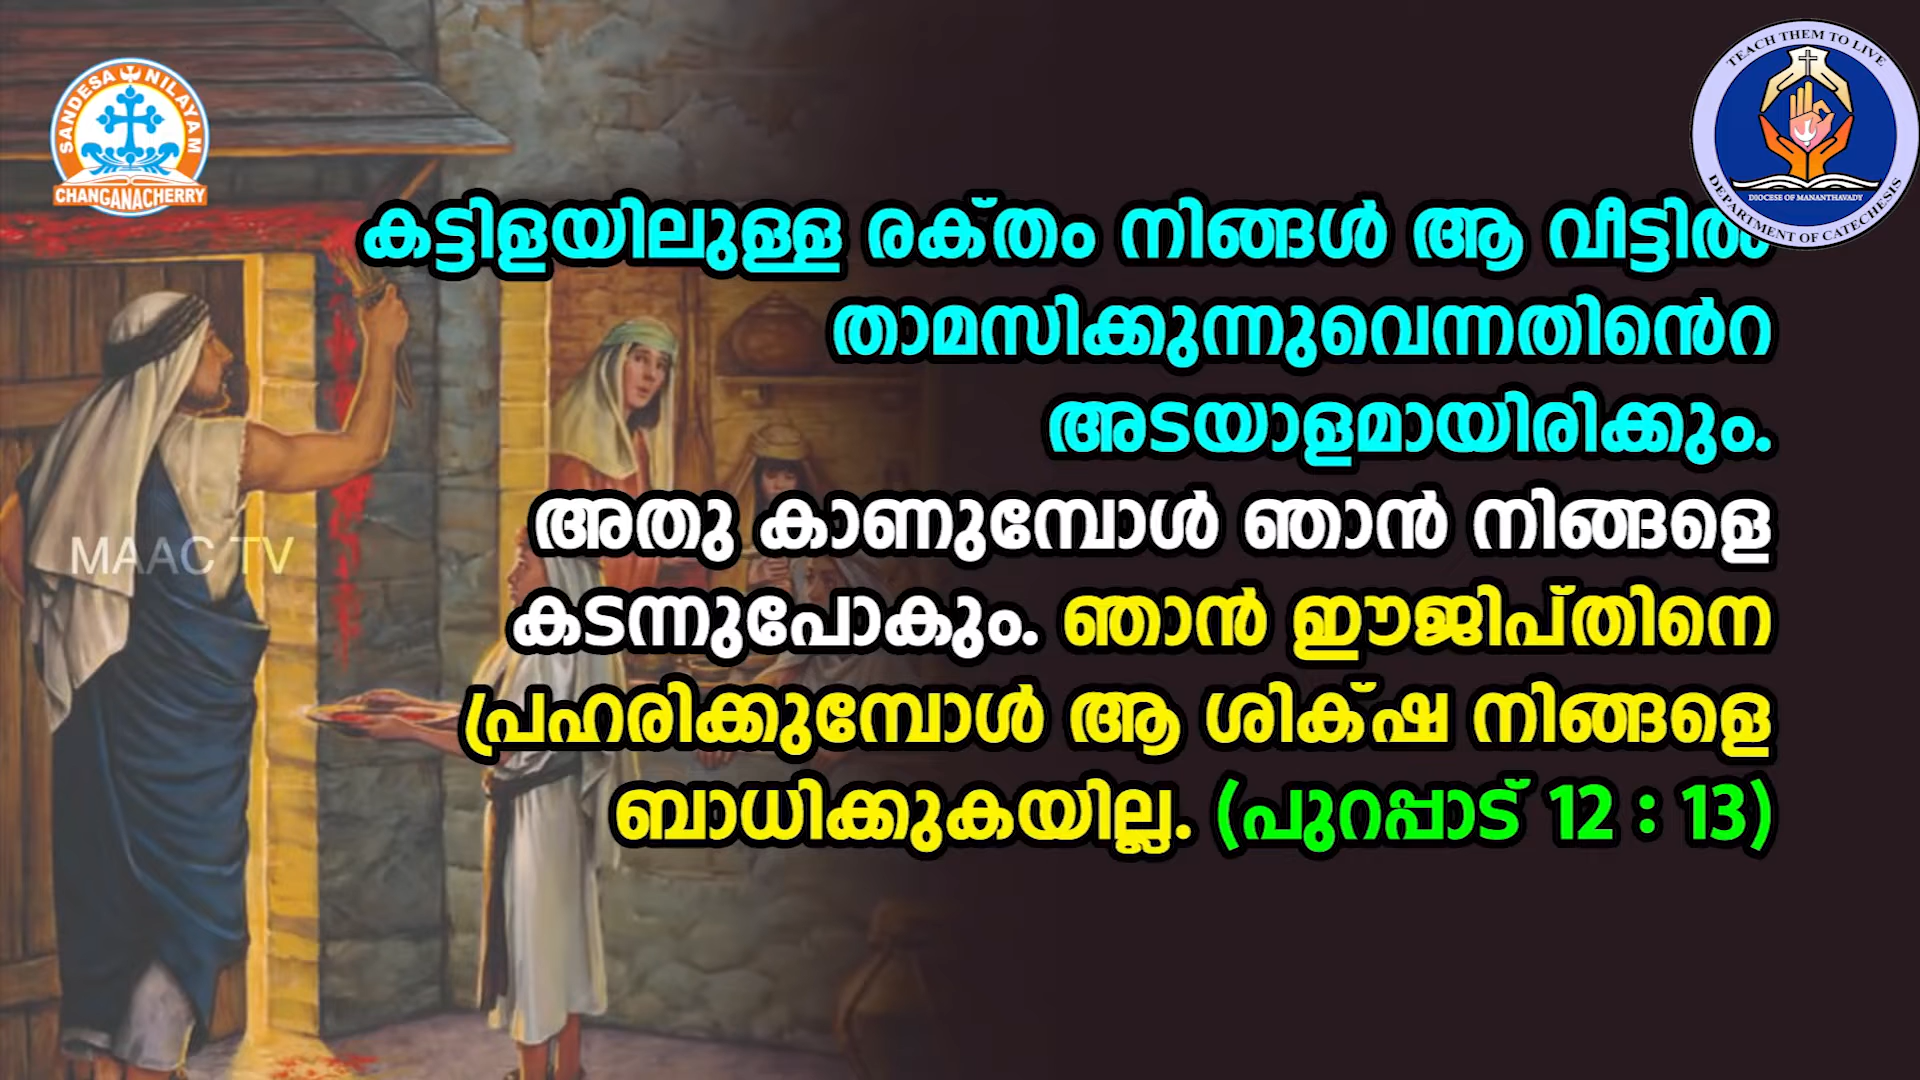 SANDESA NILAYAM
CHANGANACHERRY
TEACH THEM TO LIVE
DIOCESE OF MANANTHAVADY
DEPARTMENT OF CATECHESIS
കട്ടിളയിലുള്ള രക്‌തം നിങ്ങൾ ആ വീട്ടിൽ
താമസിക്കുന്നുവെന്നതിൻെറ
അടയാളമായിരിക്കും.
അതു കാണുമ്പോൾ ഞാൻ നിങ്ങളെ
കടന്നുപോകും. ഞാൻ ഈജിപ്‌തിനെ
പ്രഹരിക്കുമ്പോൾ ആ ശിക്‌ഷ നിങ്ങളെ
ബാധിക്കുകയില്ല. (പുറപ്പാട് 12 : 13)
MAAC TV